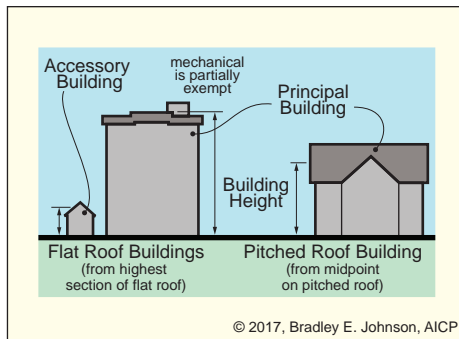 Accessory
Building
mechanical
is partially
exempt
Principal
Building
Building
Height
Flat Roof Buildings
(from highest
section of flat roof)
Pitched Roof Building
(from midpoint
on pitched roof)
© 2017, Bradley E. Johnson, AICP